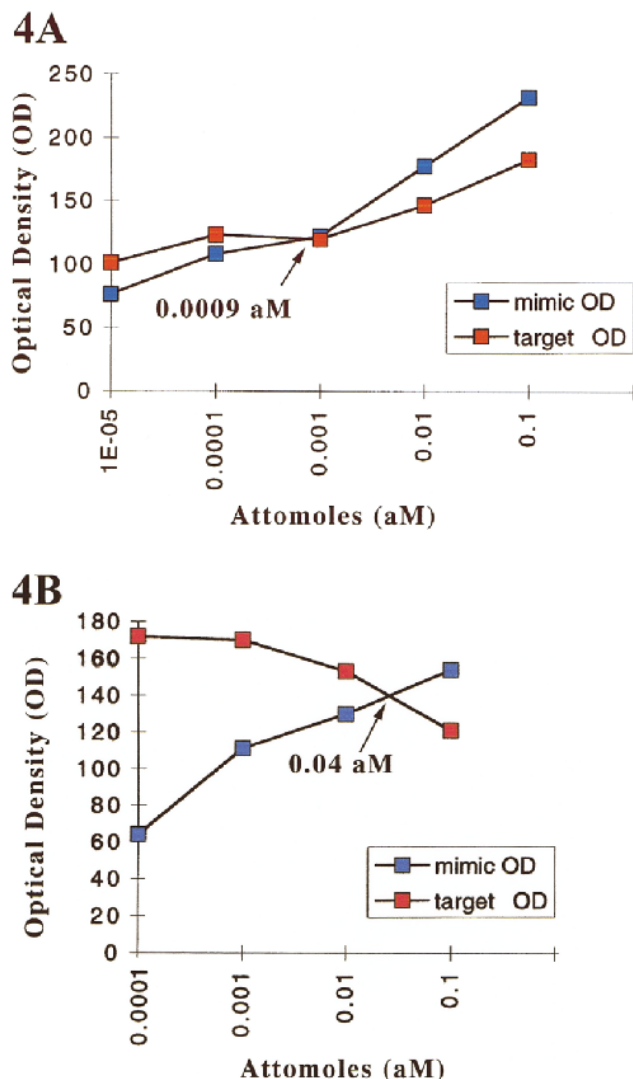 4A
Optical Density (OD)
250
200
150
100
50
0
0.0009 aM
mimic OD
target OD
1E-05
0.0001
0.001
0.01
0.1
Attomoles (aM)
4B
Optical Density (OD)
180
160
140
120
100
80
60
40
20
0
0.04 aM
mimic OD
target OD
0.0001
0.001
0.01
0.1
Attomoles (aM)